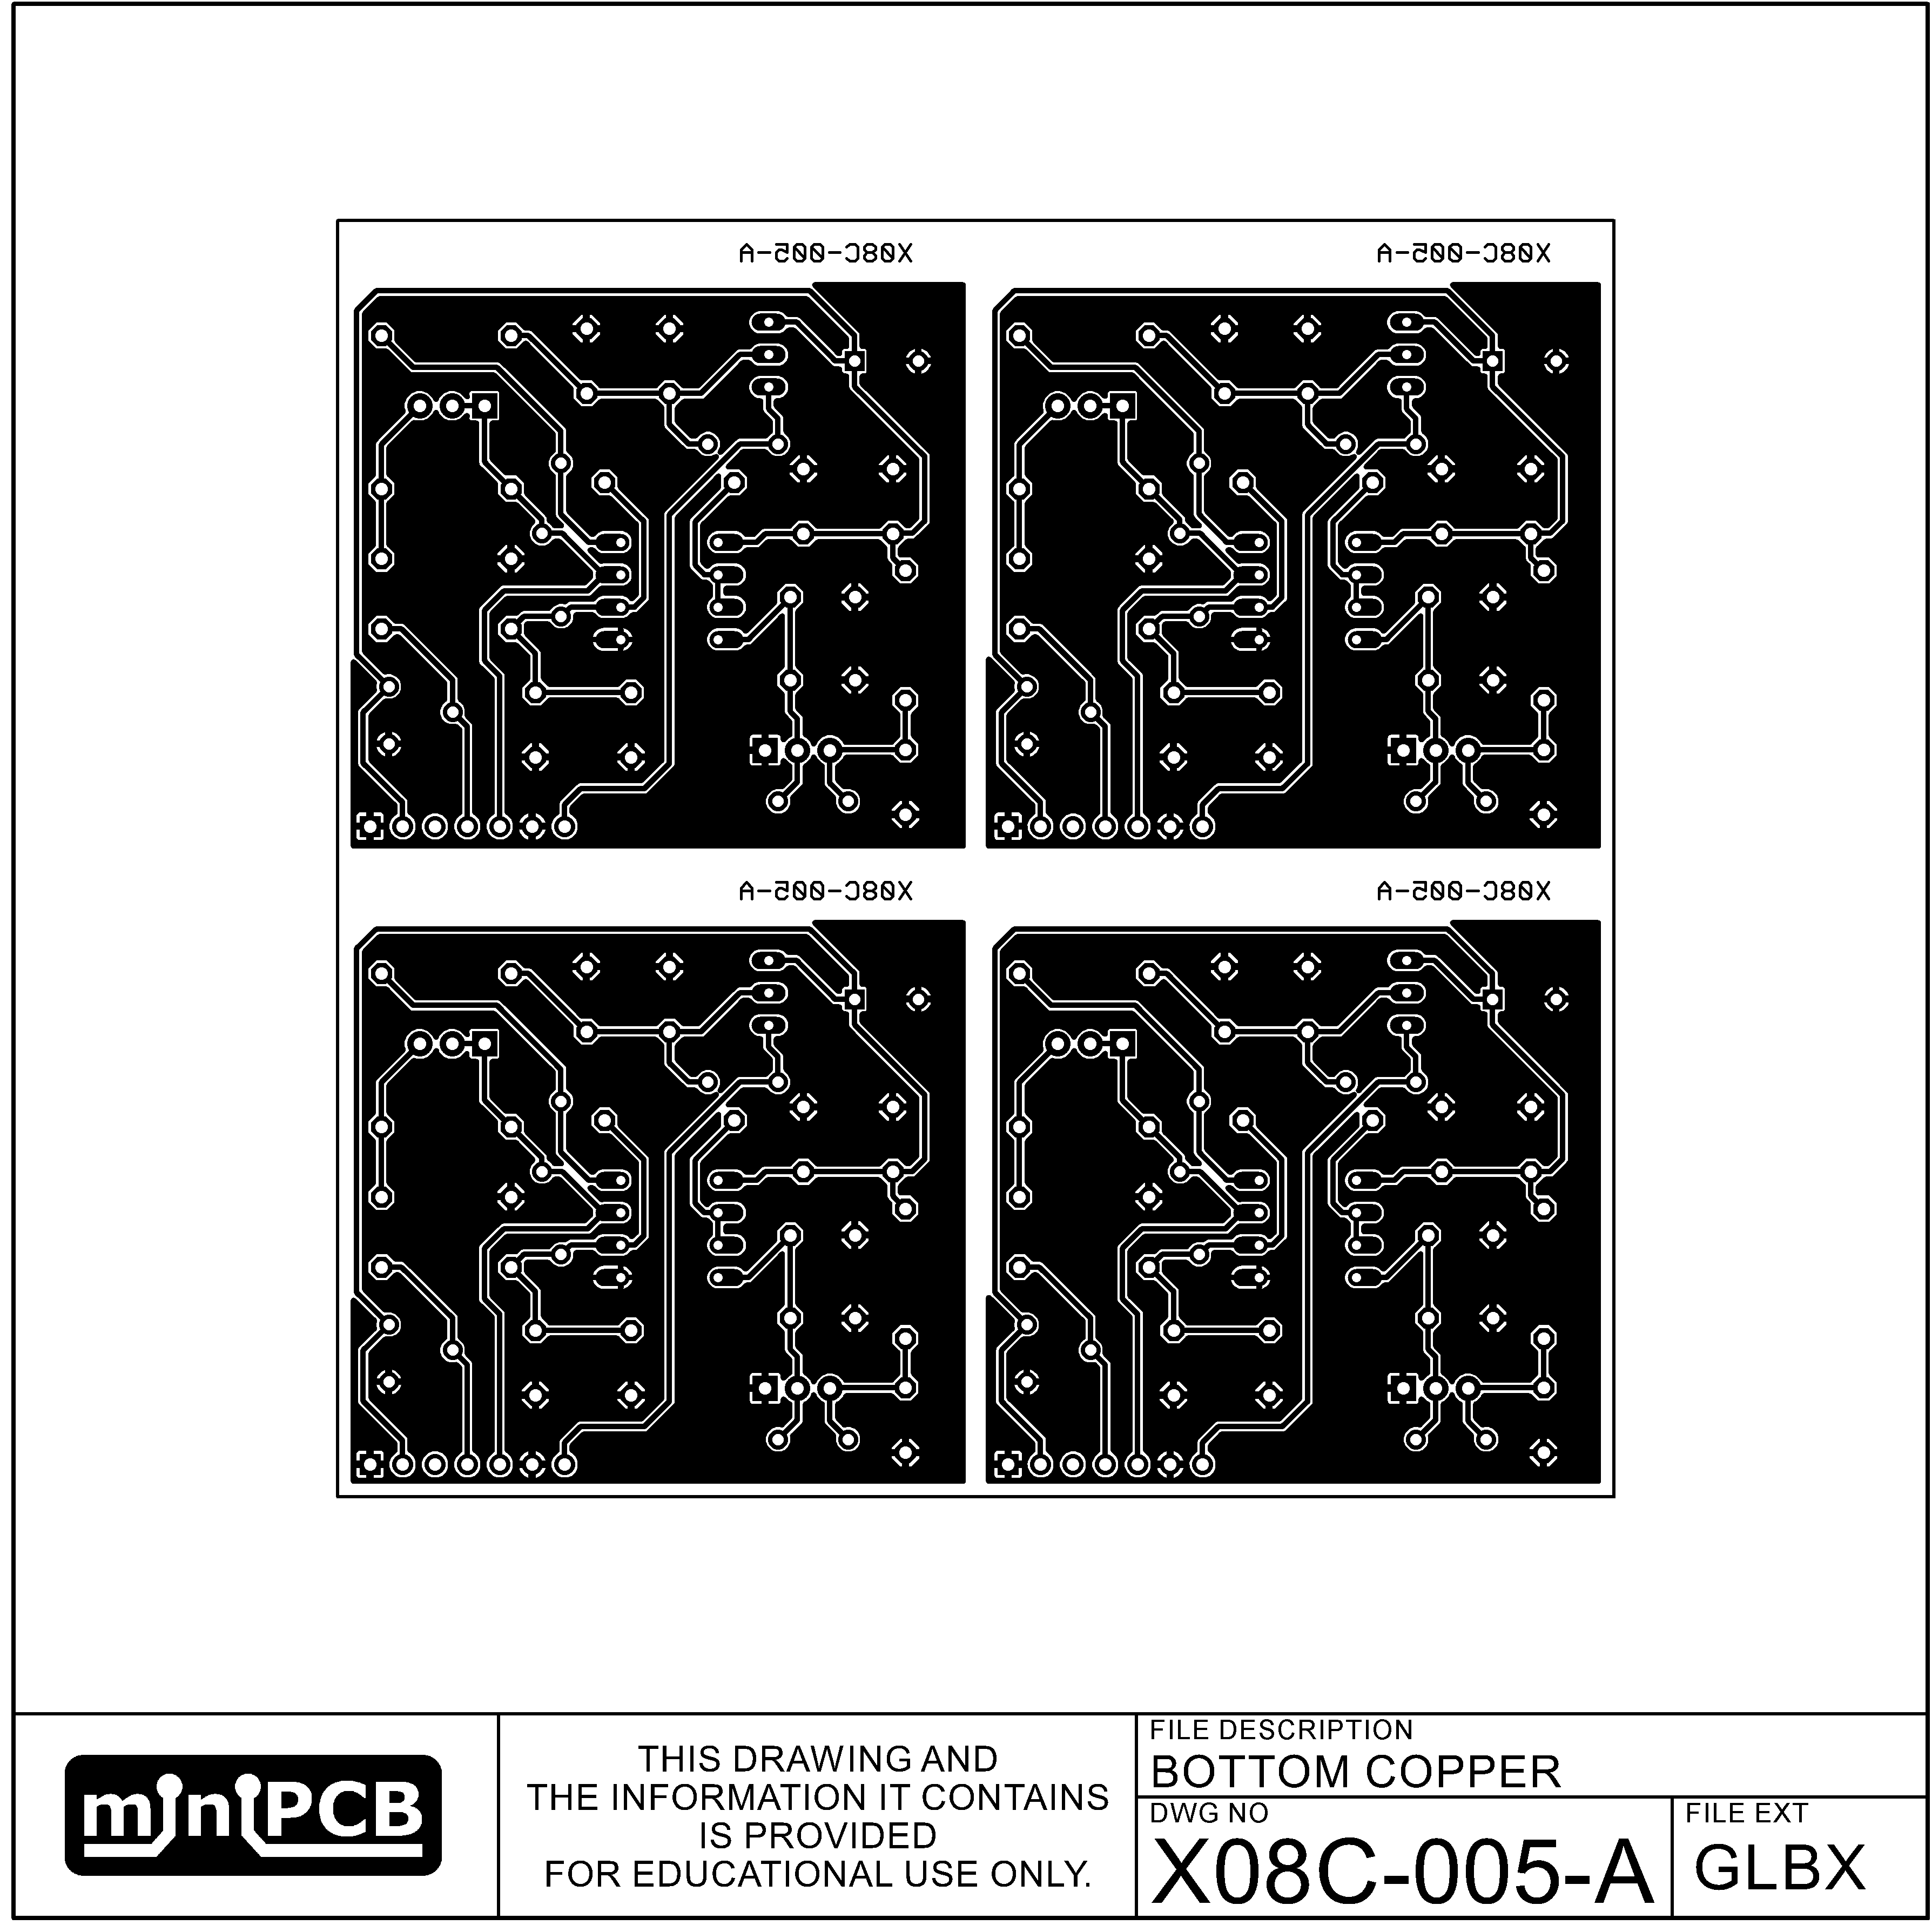 X08C-005-A X08C-005-A
X08C-005-A X08C-005-A
miniPCB
THIS DRAWING AND
THE INFORMATION IT CONTAINS
IS PROVIDED
FOR EDUCATIONAL USE ONLY.
FILE DESCRIPTION
BOTTOM COPPER
DWG NO
X08C-005-A
FILE EXT
GLBX